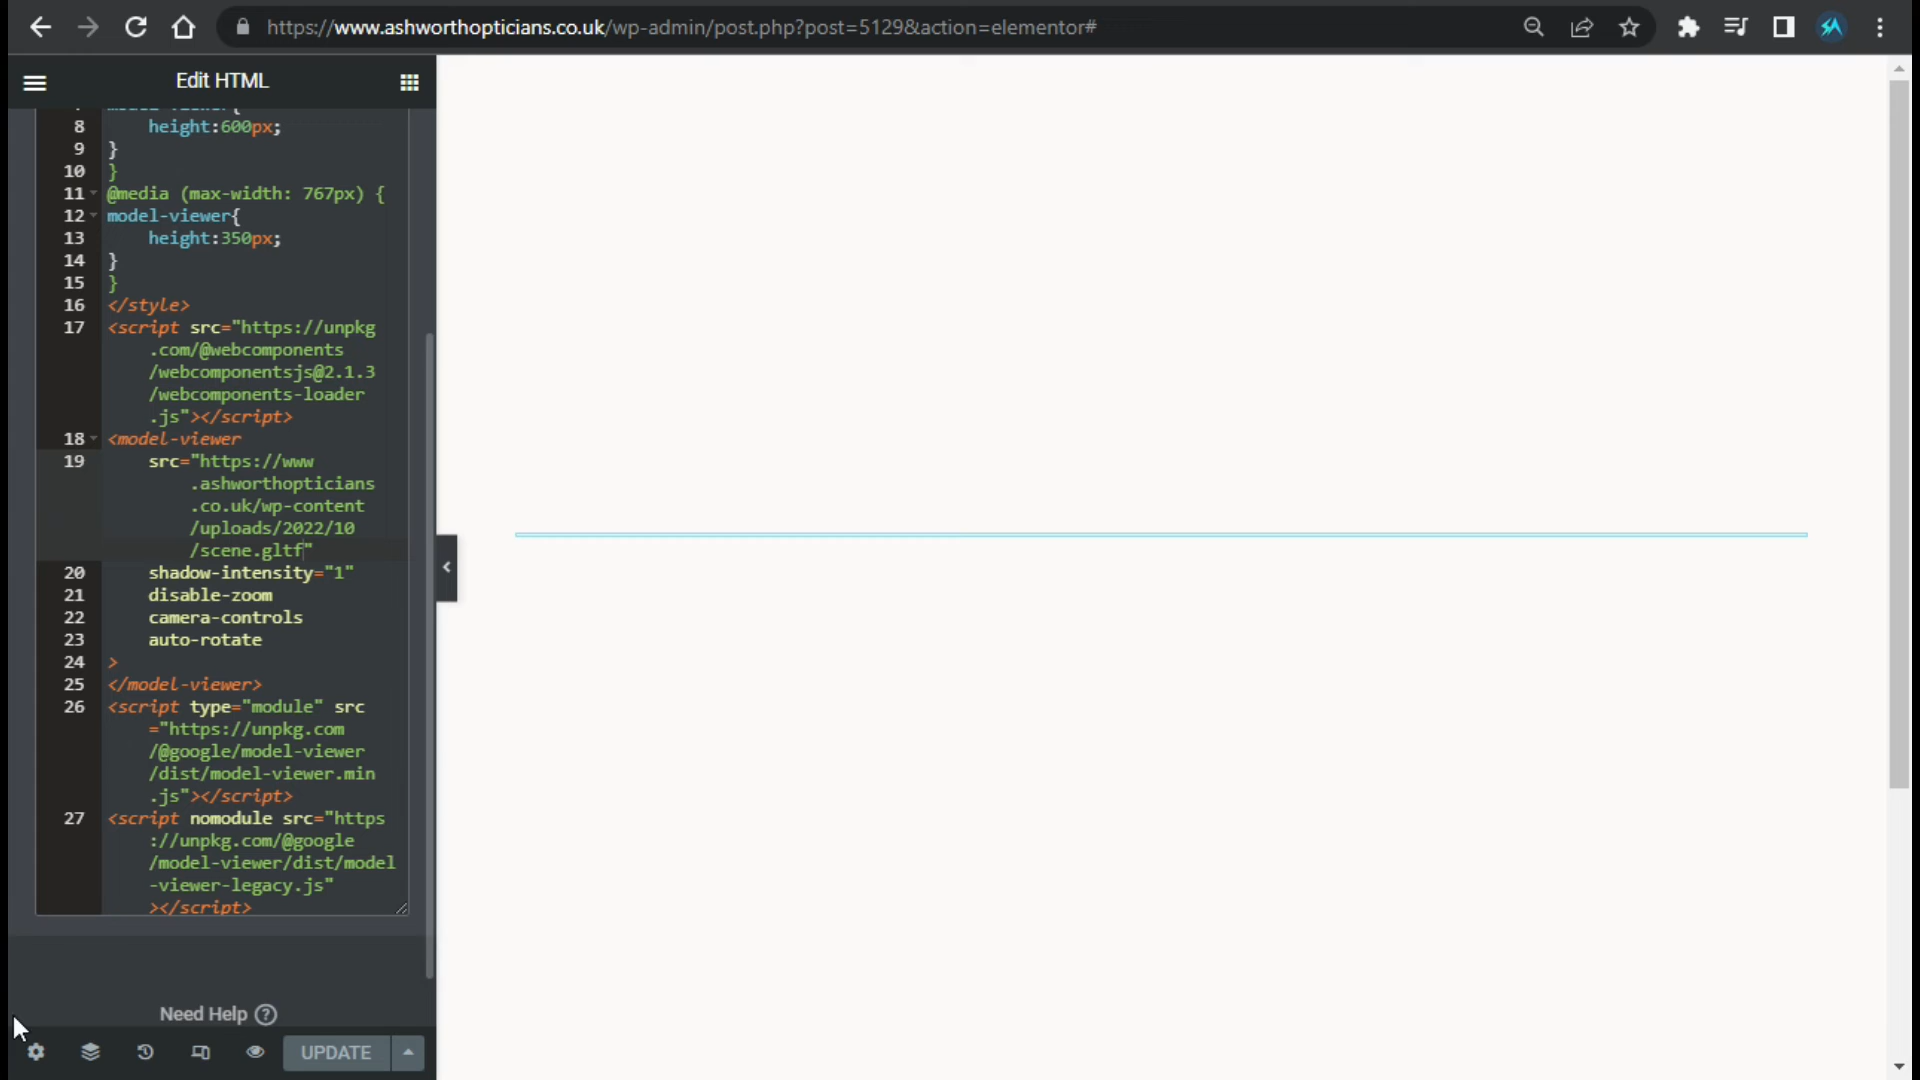 https://www.ashworthopticians.co.uk/wp-admin/post.php?post=5129&action=elementor#
Edit HTML
8 height:600px;
9 }
10 }
11 @media (max-width: 767px) {
12 model-viewer{
13 height:350px;
14 }
15 }
16 </style>
17 <script src="https://unpkg
.com/@webcomponents
/webcomponentsjs@2.1.3
/webcomponents-loader
.js"></script>
18 <model-viewer
19 src="https://www
.ashworthopticians
.co.uk/wp-content
/uploads/2022/10
/scene.gltf"
20 shadow-intensity="1"
21 disable-zoom
22 camera-controls
23 auto-rotate
24 >
25 </model-viewer>
26 <script type="module" src
="https://unpkg.com
/@google/model-viewer
/dist/model-viewer.min
.js"></script>
27 <script nomodule src="https
://unpkg.com/@google
/model-viewer/dist/model
-viewer-legacy.js"
></script>
Need Help ?
UPDATE